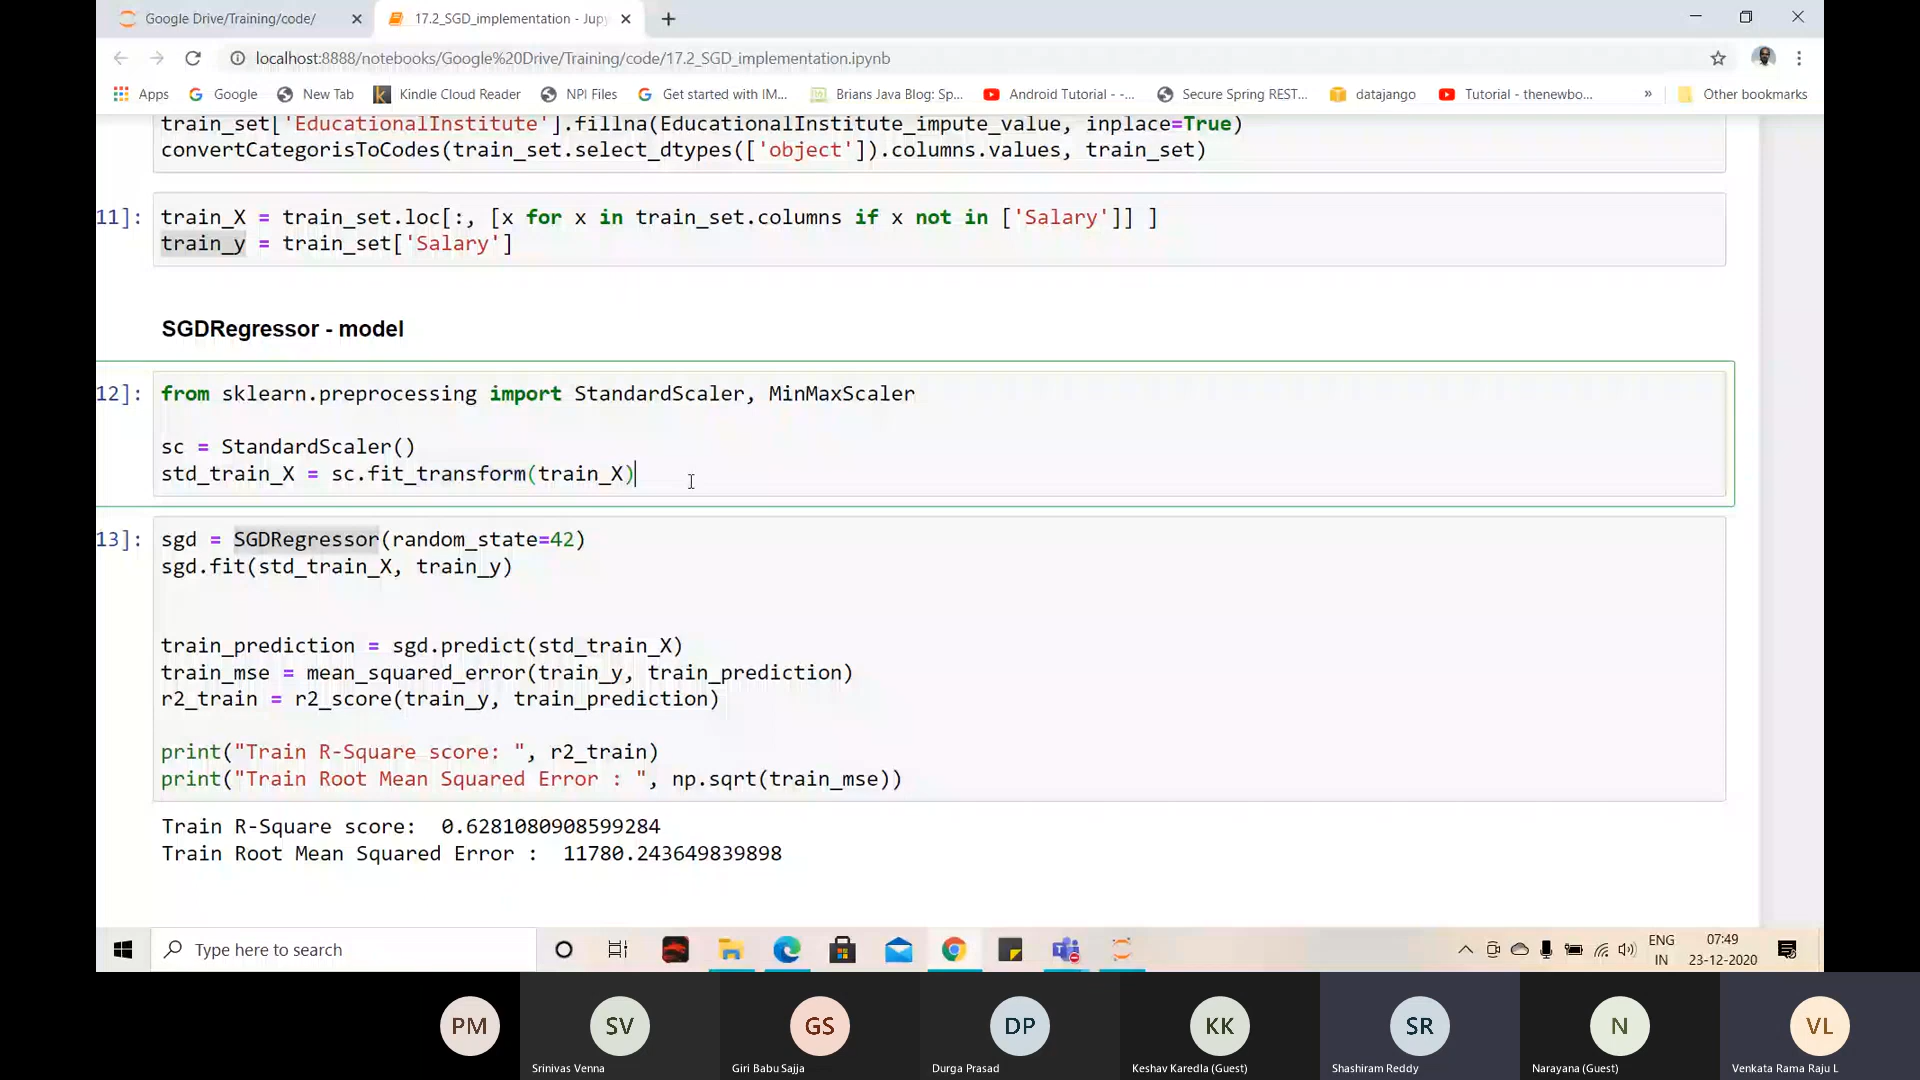 Google Drive/Training/code/
17.2_SGD_implementation - Jupy
localhost:8888/notebooks/Google%20Drive/Training/code/17.2_SGD_implementation.ipynb
Apps
Google
New Tab
Kindle Cloud Reader
NPI Files
Get started with IM...
Brians Java Blog: Sp...
Android Tutorial - -...
Secure Spring REST...
datajango
Tutorial - thenewbo...
»
Other bookmarks
train_set['EducationalInstitute'].fillna(EducationalInstitute_impute_value, inplace=True)
convertCategorisToCodes(train_set.select_dtypes(['object']).columns.values, train_set)
11]:
train_X = train_set.loc[:, [x for x in train_set.columns if x not in ['Salary']] ]
train_y = train_set['Salary']
SGDRegressor - model
12]:
from sklearn.preprocessing import StandardScaler, MinMaxScaler
sc = StandardScaler()
std_train_X = sc.fit_transform(train_X)
13]:
sgd = SGDRegressor(random_state=42)
sgd.fit(std_train_X, train_y)
train_prediction = sgd.predict(std_train_X)
train_mse = mean_squared_error(train_y, train_prediction)
r2_train = r2_score(train_y, train_prediction)
print("Train R-Square score: ", r2_train)
print("Train Root Mean Squared Error : ", np.sqrt(train_mse))
Train R-Square score:  0.6281080908599284
Train Root Mean Squared Error :  11780.243649839898
Type here to search
ENG
IN
07:49
23-12-2020
PM
SV
GS
DP
KK
SR
N
VL
Srinivas Venna
Giri Babu Sajja
Durga Prasad
Keshav Karedla (Guest)
Shashiram Reddy
Narayana (Guest)
Venkata Rama Raju L